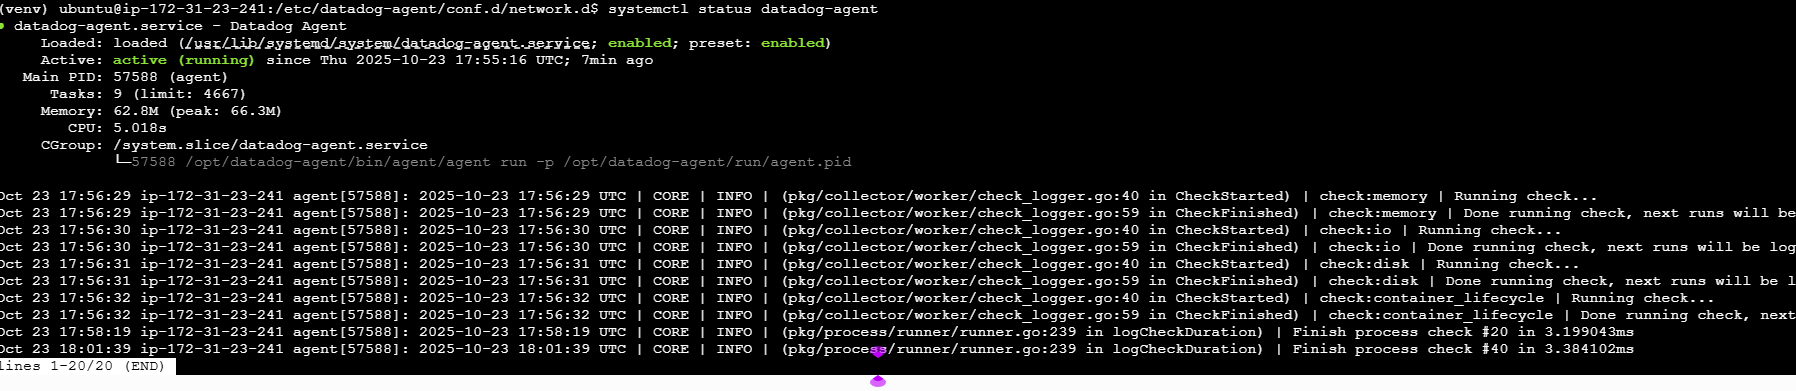 (venv) ubuntu@ip-172-31-23-241:/etc/datadog-agent/conf.d/network.d$ systemctl status datadog-agent
● datadog-agent.service - Datadog Agent
Loaded: loaded (/usr/lib/systemd/system/datadog-agent.service; enabled; preset: enabled)
Active: active (running) since Thu 2025-10-23 17:55:16 UTC; 7min ago
Main PID: 57588 (agent)
Tasks: 9 (limit: 4667)
Memory: 62.8M (peak: 66.3M)
CPU: 5.018s
CGroup: /system.slice/datadog-agent.service
└─57588 /opt/datadog-agent/bin/agent/agent run -p /opt/datadog-agent/run/agent.pid
Oct 23 17:56:29 ip-172-31-23-241 agent[57588]: 2025-10-23 17:56:29 UTC | CORE | INFO | (pkg/collector/worker/check_logger.go:40 in CheckStarted) | check:memory | Running check...
Oct 23 17:56:29 ip-172-31-23-241 agent[57588]: 2025-10-23 17:56:29 UTC | CORE | INFO | (pkg/collector/worker/check_logger.go:59 in CheckFinished) | check:memory | Done running check, next runs will be
Oct 23 17:56:30 ip-172-31-23-241 agent[57588]: 2025-10-23 17:56:30 UTC | CORE | INFO | (pkg/collector/worker/check_logger.go:40 in CheckStarted) | check:io | Running check...
Oct 23 17:56:30 ip-172-31-23-241 agent[57588]: 2025-10-23 17:56:30 UTC | CORE | INFO | (pkg/collector/worker/check_logger.go:59 in CheckFinished) | check:io | Done running check, next runs will be log
Oct 23 17:56:31 ip-172-31-23-241 agent[57588]: 2025-10-23 17:56:31 UTC | CORE | INFO | (pkg/collector/worker/check_logger.go:40 in CheckStarted) | check:disk | Running check...
Oct 23 17:56:31 ip-172-31-23-241 agent[57588]: 2025-10-23 17:56:31 UTC | CORE | INFO | (pkg/collector/worker/check_logger.go:59 in CheckFinished) | check:disk | Done running check, next runs will be l
Oct 23 17:56:32 ip-172-31-23-241 agent[57588]: 2025-10-23 17:56:32 UTC | CORE | INFO | (pkg/collector/worker/check_logger.go:40 in CheckStarted) | check:container_lifecycle | Running check...
Oct 23 17:56:32 ip-172-31-23-241 agent[57588]: 2025-10-23 17:56:32 UTC | CORE | INFO | (pkg/collector/worker/check_logger.go:59 in CheckFinished) | check:container_lifecycle | Done running check, next
Oct 23 17:58:19 ip-172-31-23-241 agent[57588]: 2025-10-23 17:58:19 UTC | CORE | INFO | (pkg/process/runner/runner.go:239 in logCheckDuration) | Finish process check #20 in 3.199043ms
Oct 23 18:01:39 ip-172-31-23-241 agent[57588]: 2025-10-23 18:01:39 UTC | CORE | INFO | (pkg/process/runner/runner.go:239 in logCheckDuration) | Finish process check #40 in 3.384102ms
lines 1-20/20 (END)